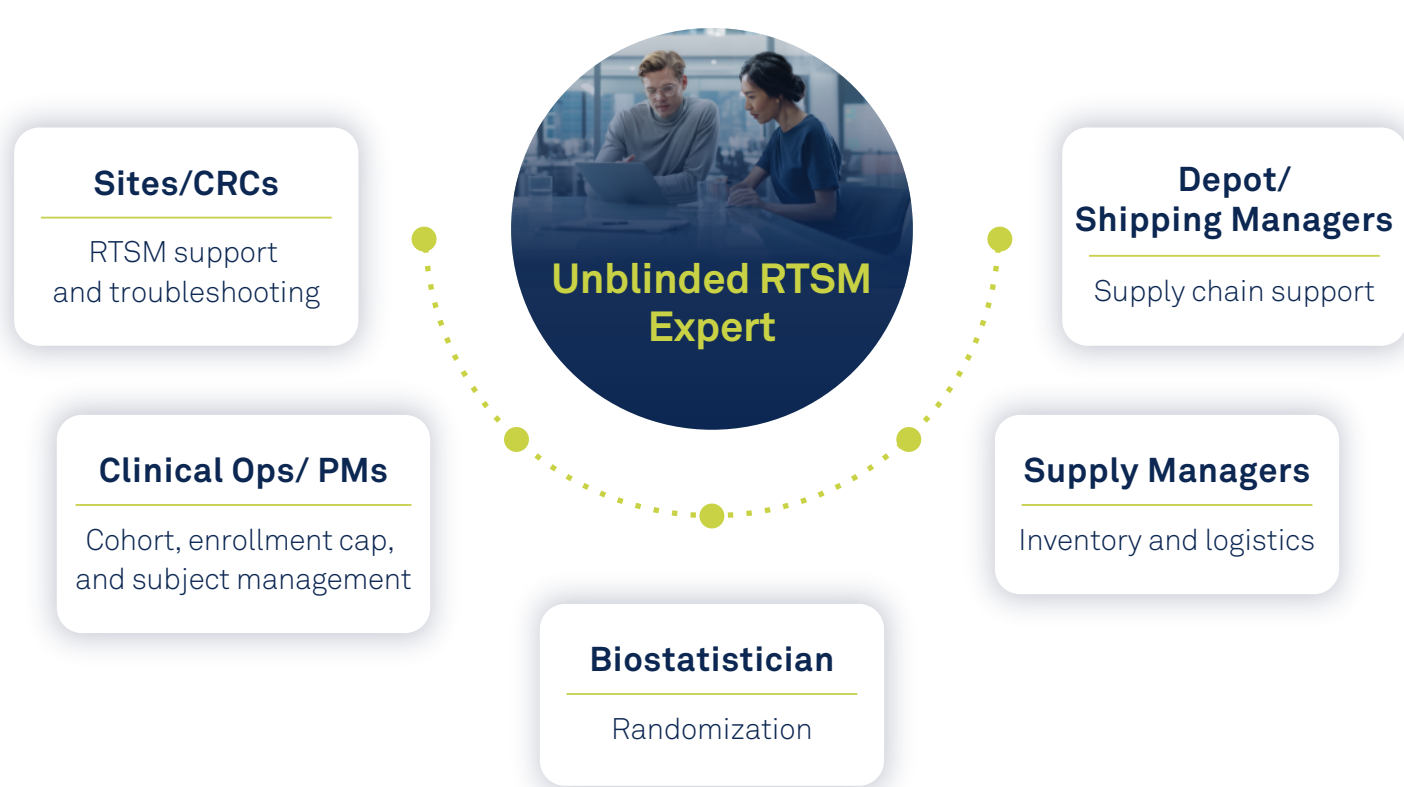 Unblinded RTSM
Expert
Sites/CRCs
RTSM support
and troubleshooting
Clinical Ops/ PMs
Cohort, enrollment cap,
and subject management
Biostatistician
Randomization
Supply Managers
Inventory and logistics
Depot/
Shipping Managers
Supply chain support